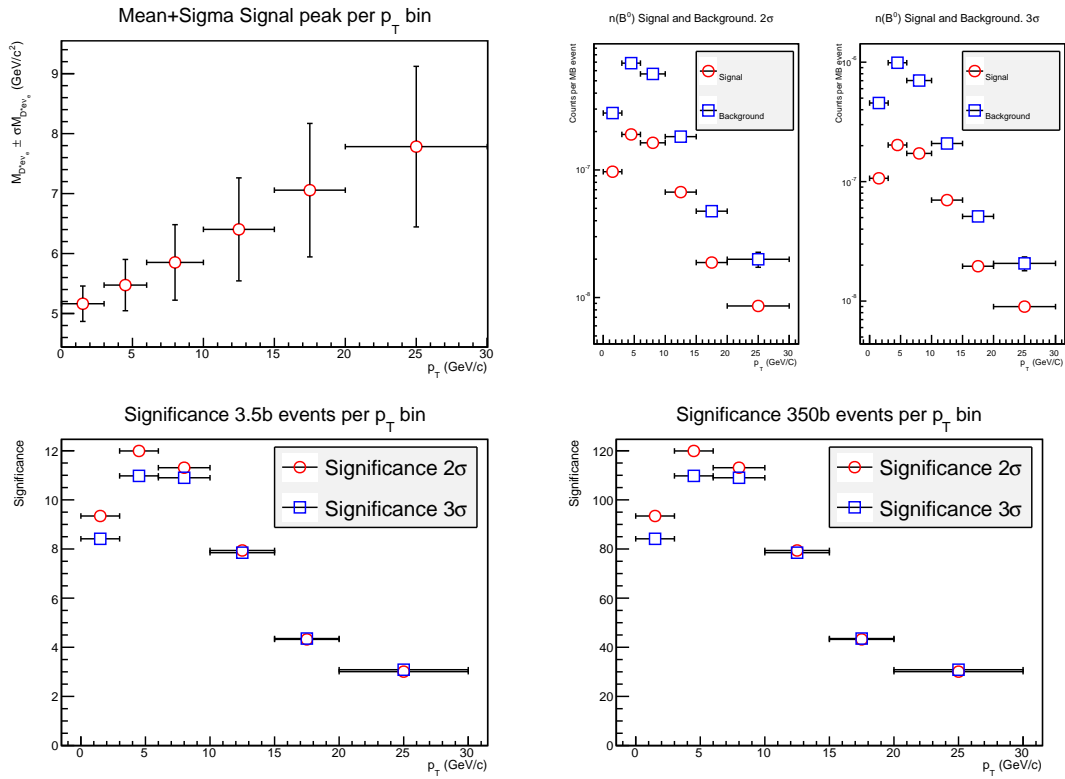 Mean+Sigma Signal peak per p_T bin
M_{D*eν_e} ± σM_{D*eν_e} (GeV/c²)
9
8
7
6
5
0 5 10 15 20 25 30
p_T (GeV/c)
n(B⁰) Signal and Background. 2σ
Counts per MB event
Signal
Background
10⁻⁷
10⁻⁸
0 5 10 15 20 25 30
p_T (GeV/C)
n(B⁰) Signal and Background. 3σ
Counts per MB event
Signal
Background
10⁻⁶
10⁻⁷
10⁻⁸
0 5 10 15 20 25 30
p_T (GeV/C)
Significance 3.5b events per p_T bin
Significance
Significance 2σ
Significance 3σ
12
10
8
6
4
2
0
0 5 10 15 20 25 30
p_T (GeV/c)
Significance 350b events per p_T bin
Significance
Significance 2σ
Significance 3σ
120
100
80
60
40
20
0
0 5 10 15 20 25 30
p_T (GeV/c)